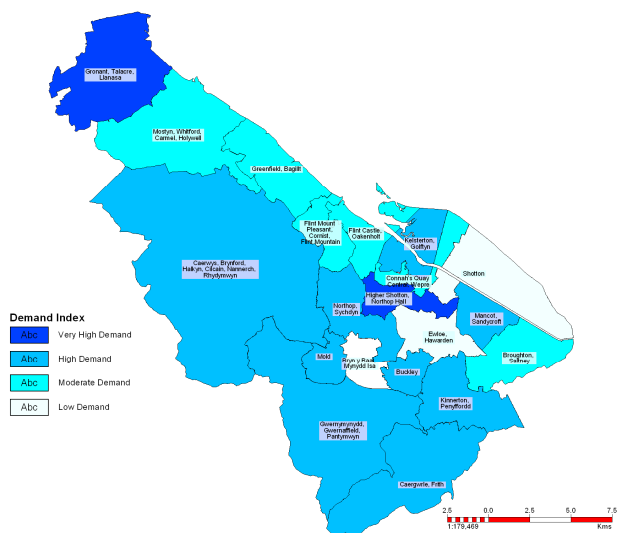 Gronant, Talacre,
Llanasa
Mostyn, Whitford,
Carmel, Holywell
Greenfield, Bagillt
Flint Mount
Pleasant,
Cornist,
Flint Mountain
Flint Castle,
Oakenholt
Kelsterton,
Golftyn
Caerwys, Brynford,
Halkyn, Cilcain, Nannerch,
Rhydymwyn
Connah's Quay
Central, Wepre
Shotton
Higher Shotton,
Northop Hall
Northop,
Sychdyn
Mancot,
Sandycroft
Ewloe,
Hawarden
Mold
Bryn y Baal
Mynydd Isa
Buckley
Broughton,
Saltney
Kinnerton,
Penyffordd
Gwernymynydd,
Gwernaffield,
Pantymwyn
Caergwrle, Frith
Demand Index
Abc Very High Demand
Abc High Demand
Abc Moderate Demand
Abc Low Demand
2,5 0,0 2,5 5,0 7,5
1:179,469 Kms